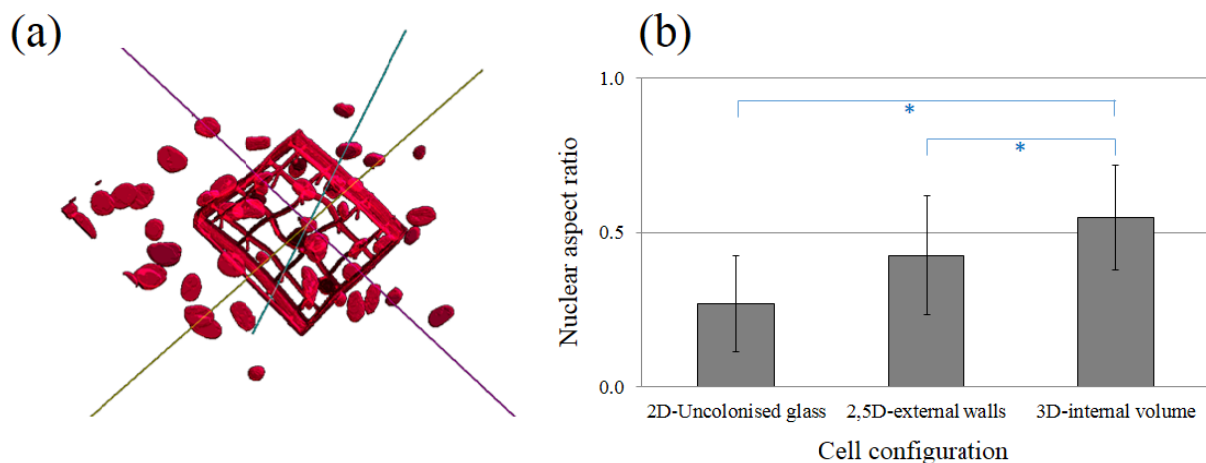 (a)
(b)
Nuclear aspect ratio
1.0
0.5
0.0
*
*
2D-Uncolonised glass 2,5D-external walls 3D-internal volume
Cell configuration